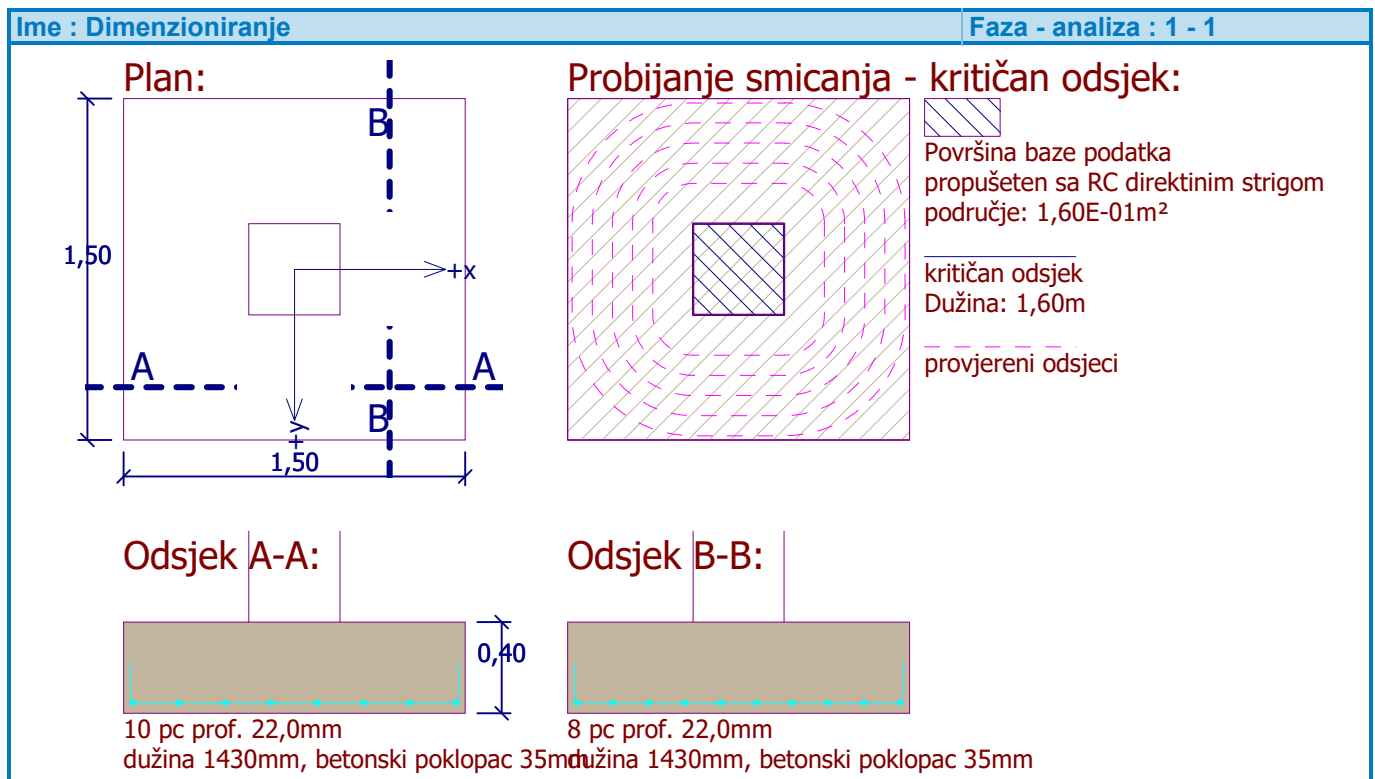 Ime : Dimenzioniranje Faza - analiza : 1 - 1
Plan:
Probijanje smicanja - kritičan odsjek:
B
Površina baze podatka
propušeten sa RC direktinim strigom
područje: 1,60E-01m²
1,50
+x
kritičan odsjek
Dužina: 1,60m
provjereni odsjeci
A
A
B
+y
1,50
Odsjek A-A:
Odsjek B-B:
0,40
10 pc prof. 22,0mm
dužina 1430mm, betonski poklopac 35mm
8 pc prof. 22,0mm
dužina 1430mm, betonski poklopac 35mm